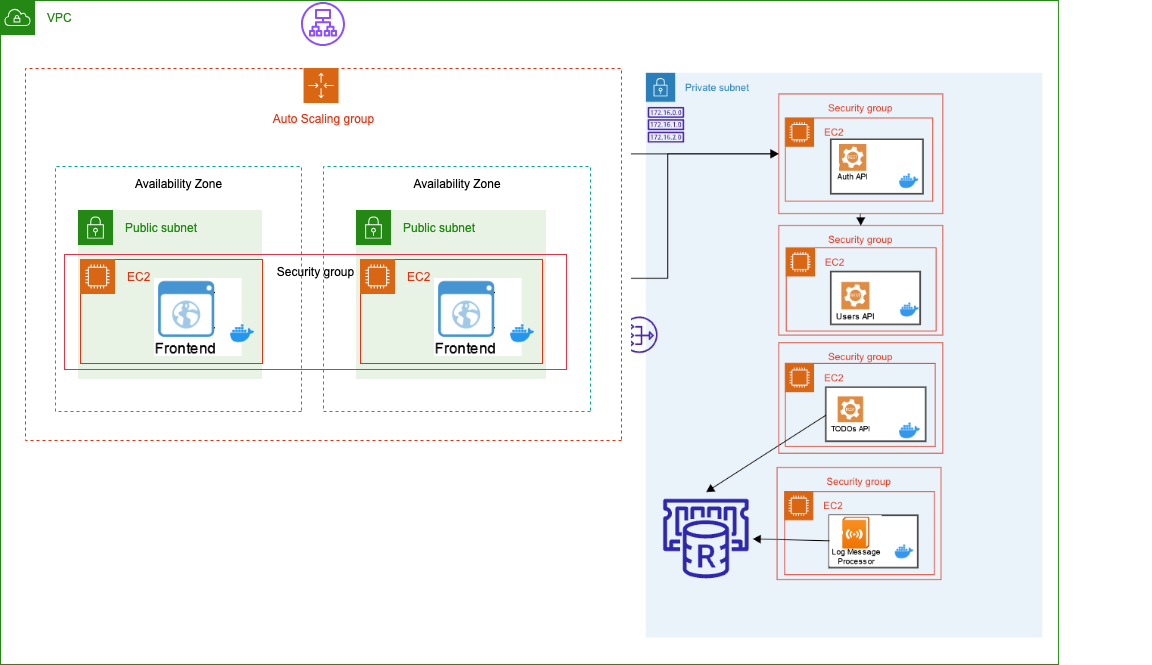 VPC
Auto Scaling group
Availability Zone
Availability Zone
Public subnet
Public subnet
EC2
Security group
EC2
Frontend
Frontend
Private subnet
172.16.0.0
172.16.1.0
172.16.2.0
Security group
EC2
Auth API
Security group
EC2
Users API
Security group
EC2
TODOs API
Security group
EC2
Log Message
Processor
R